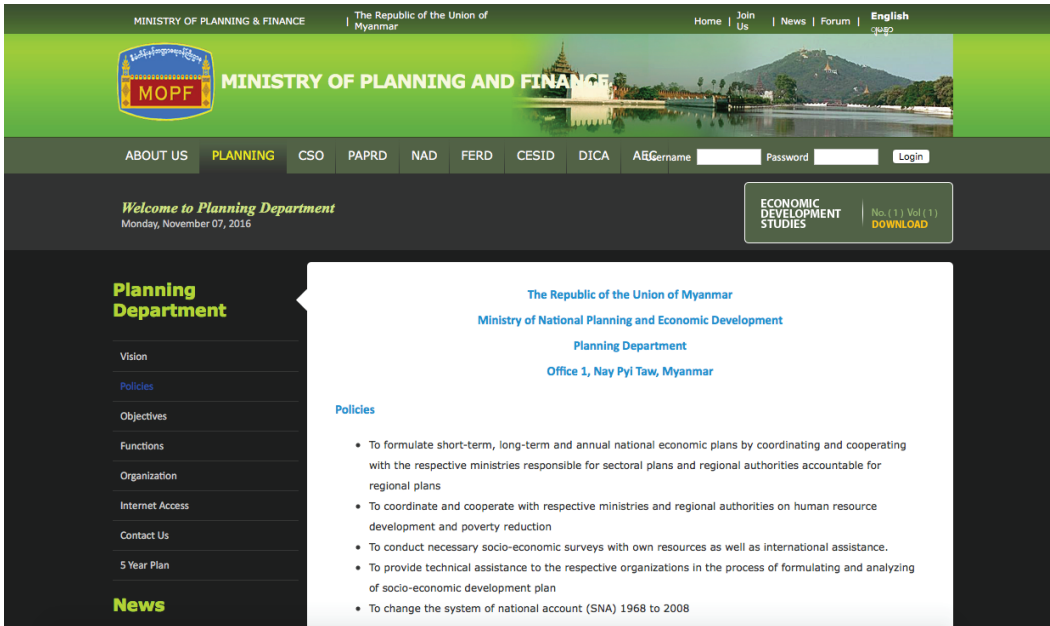 MINISTRY OF PLANNING & FINANCE | The Republic of the Union of Myanmar
Home | Join Us | News | Forum | English
ဗျမန္မာ
MOPF
MINISTRY OF PLANNING AND FINANCE
ABOUT US PLANNING CSO PAPRD NAD FERD CESID DICA AEC Username Password Login
Welcome to Planning Department
Monday, November 07, 2016
ECONOMIC
DEVELOPMENT
STUDIES
No. ( 1 ) Vol ( 1 )
DOWNLOAD
Planning
Department
Vision
Policies
Objectives
Functions
Organization
Internet Access
Contact Us
5 Year Plan
News
The Republic of the Union of Myanmar
Ministry of National Planning and Economic Development
Planning Department
Office 1, Nay Pyi Taw, Myanmar
Policies
• To formulate short-term, long-term and annual national economic plans by coordinating and cooperating
with the respective ministries responsible for sectoral plans and regional authorities accountable for
regional plans
• To coordinate and cooperate with respective ministries and regional authorities on human resource
development and poverty reduction
• To conduct necessary socio-economic surveys with own resources as well as international assistance.
• To provide technical assistance to the respective organizations in the process of formulating and analyzing
of socio-economic development plan
• To change the system of national account (SNA) 1968 to 2008